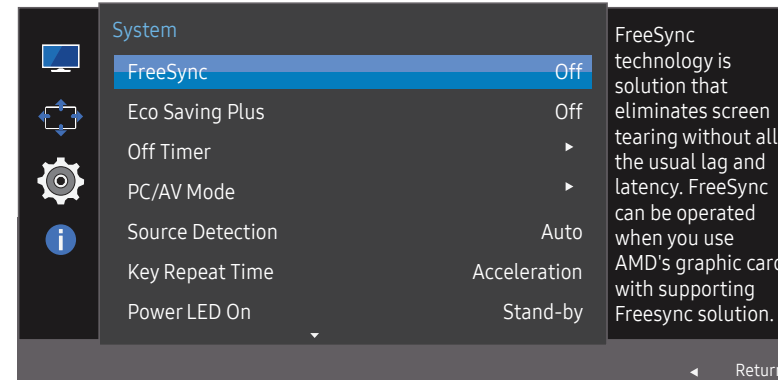 System
FreeSync Off
Eco Saving Plus Off
Off Timer
PC/AV Mode
Source Detection Auto
Key Repeat Time Acceleration
Power LED On Stand-by
FreeSync
technology is
solution that
eliminates screen
tearing without all
the usual lag and
latency. FreeSync
can be operated
when you use
AMD's graphic card
with supporting
Freesync solution.
Return